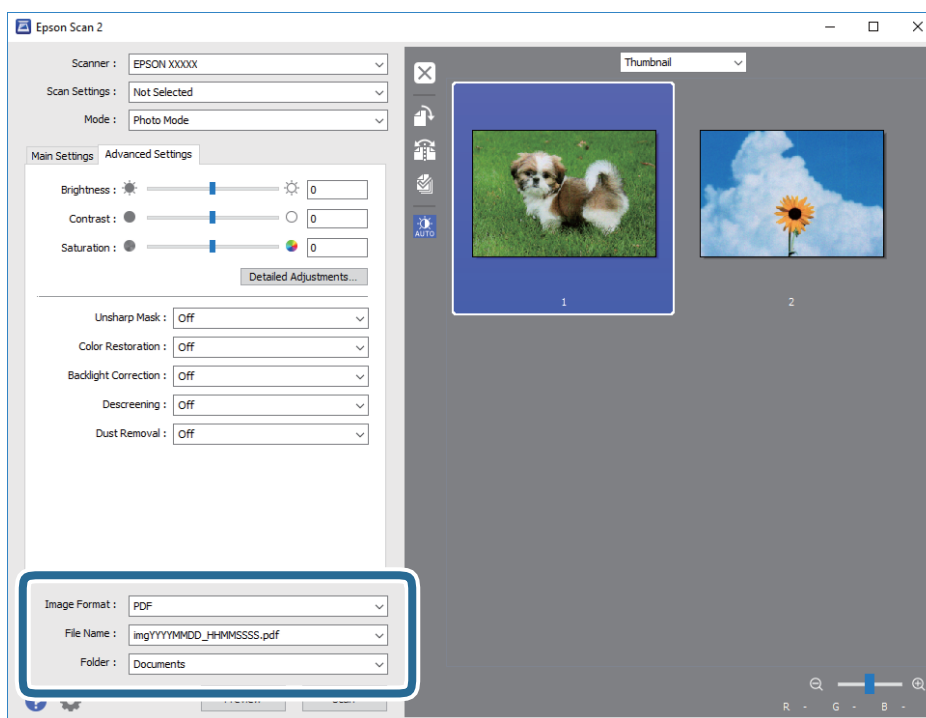 Epson Scan 2
Scanner : EPSON XXXXX
Scan Settings : Not Selected
Mode : Photo Mode
Main Settings Advanced Settings
Brightness : 0
Contrast : 0
Saturation : 0
Detailed Adjustments...
Unsharp Mask : Off
Color Restoration : Off
Backlight Correction : Off
Descreening : Off
Dust Removal : Off
Image Format : PDF
File Name : imgYYYYMMDD_HHMMSSSS.pdf
Folder : Documents
Thumbnail
AUTO
1
2
R - G - B -